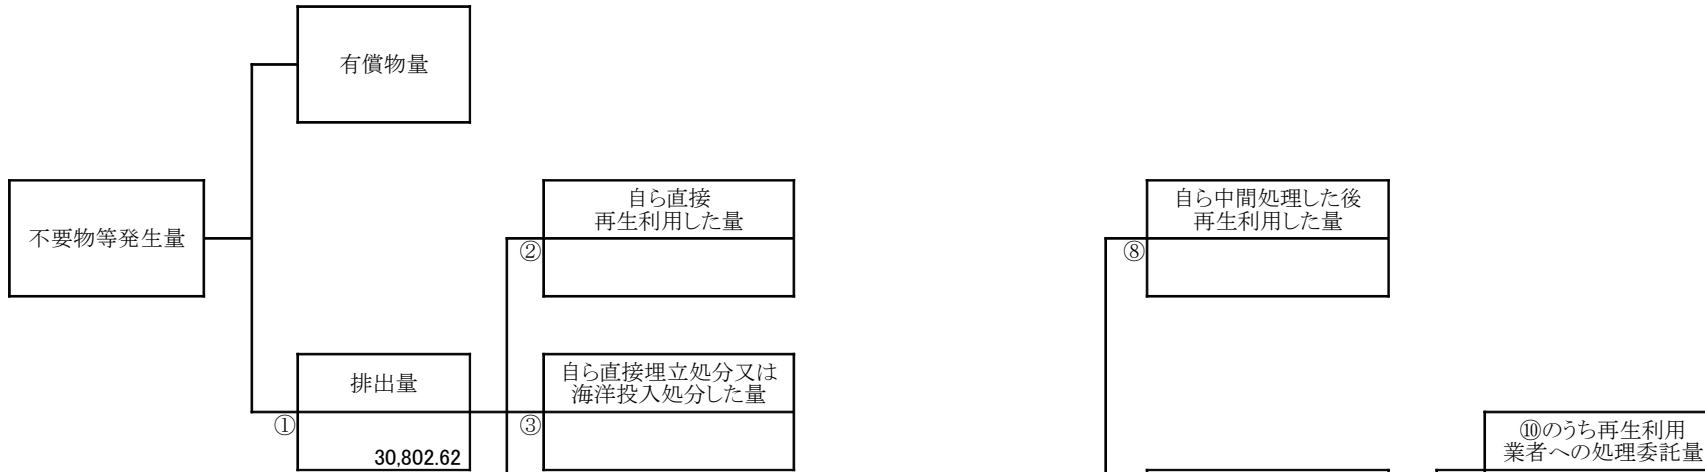 有償物量
不要物等発生量
自ら直接
再生利用した量
②
自ら中間処理した後
再生利用した量
⑧
排出量
①
30,802.62
自ら直接埋立処分又は
海洋投入処分した量
③
⑩のうち再生利用
業者への処理委託量